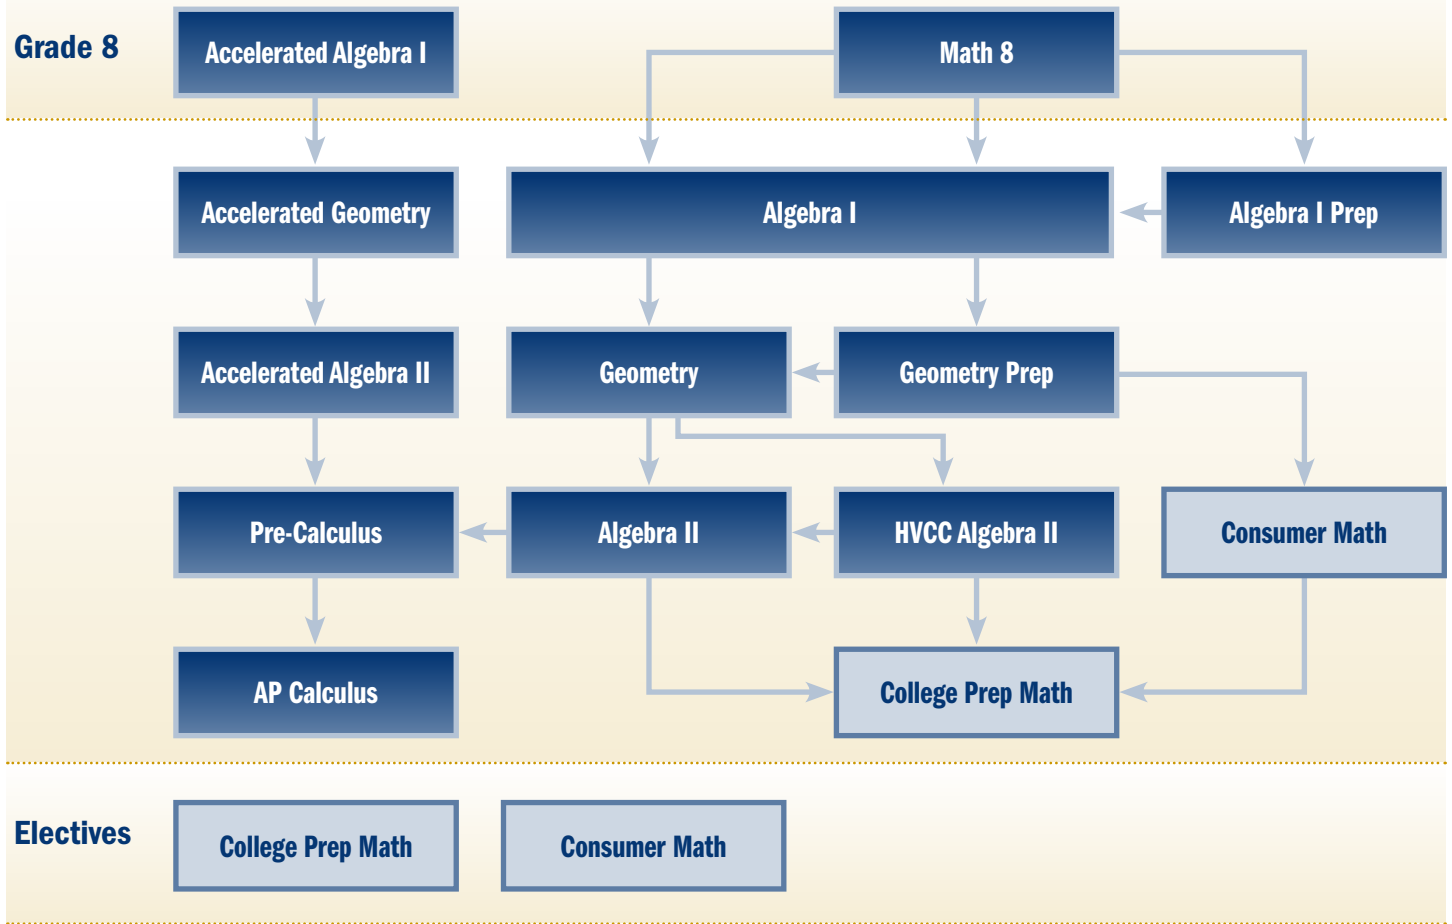 Grade 8
Accelerated Algebra I
Math 8
Accelerated Geometry
Algebra I
Algebra I Prep
Accelerated Algebra II
Geometry
Geometry Prep
Pre-Calculus
Algebra II
HVCC Algebra II
Consumer Math
AP Calculus
College Prep Math
Electives
College Prep Math
Consumer Math